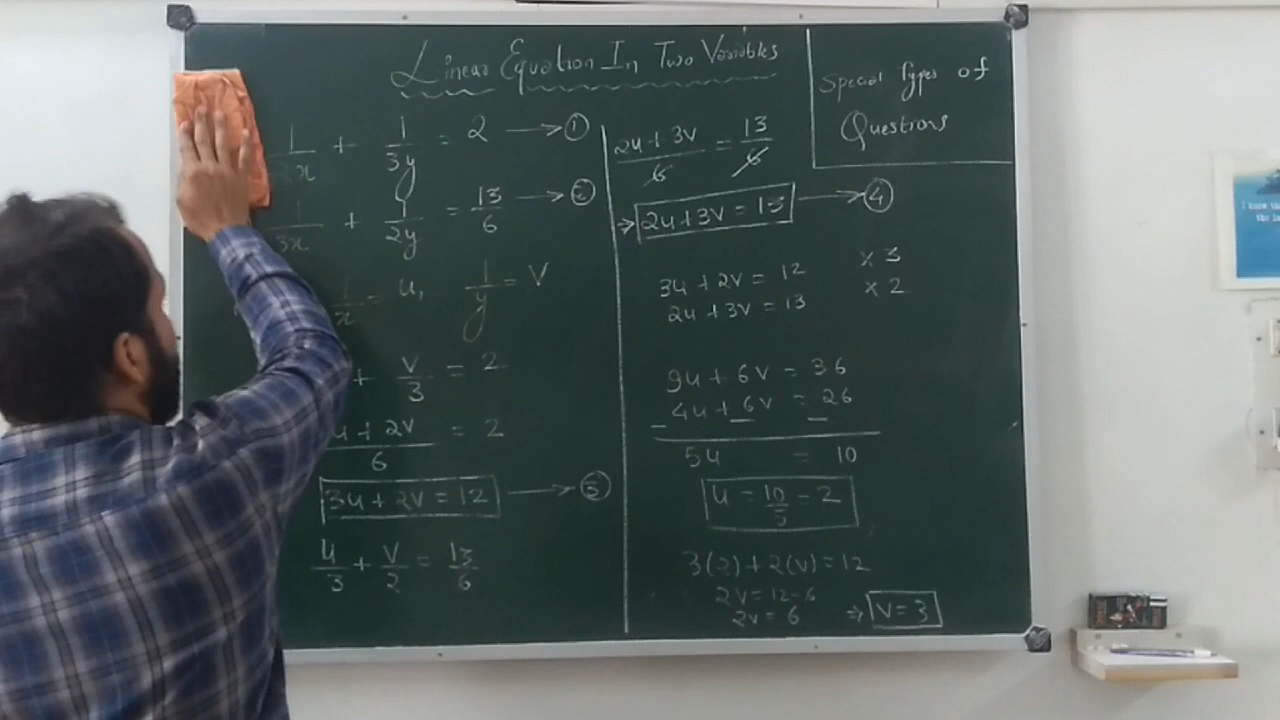 Linear Equation In Two Variables
Special Types of
Questions
1/2x + 1/3y = 2 → ①
1/3x + 1/2y = 13/6 → ②
1/x = u, 1/y = v
+ v/3 = 2
u + 2v / 6 = 2
3u + 2v = 12 → ③
u/3 + v/2 = 13/6
2u + 3v / 6 = 13/6
⇒ 2u + 3v = 13 → ④
3u + 2v = 12 × 3
2u + 3v = 13 × 2
9u + 6v = 36
4u + 6v = 26
5u = 10
u = 10/5 = 2
3(2) + 2(v) = 12
2v = 12 - 6
2v = 6 ⇒ v = 3